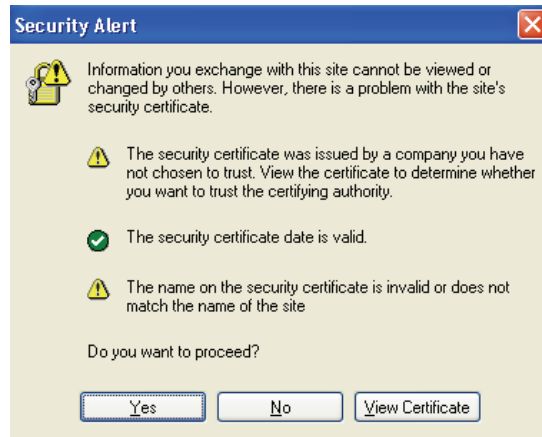 Security Alert
Information you exchange with this site cannot be viewed or
changed by others. However, there is a problem with the site's
security certificate.
The security certificate was issued by a company you have
not chosen to trust. View the certificate to determine whether
you want to trust the certifying authority.
The security certificate date is valid.
The name on the security certificate is invalid or does not
match the name of the site
Do you want to proceed?
Yes No View Certificate